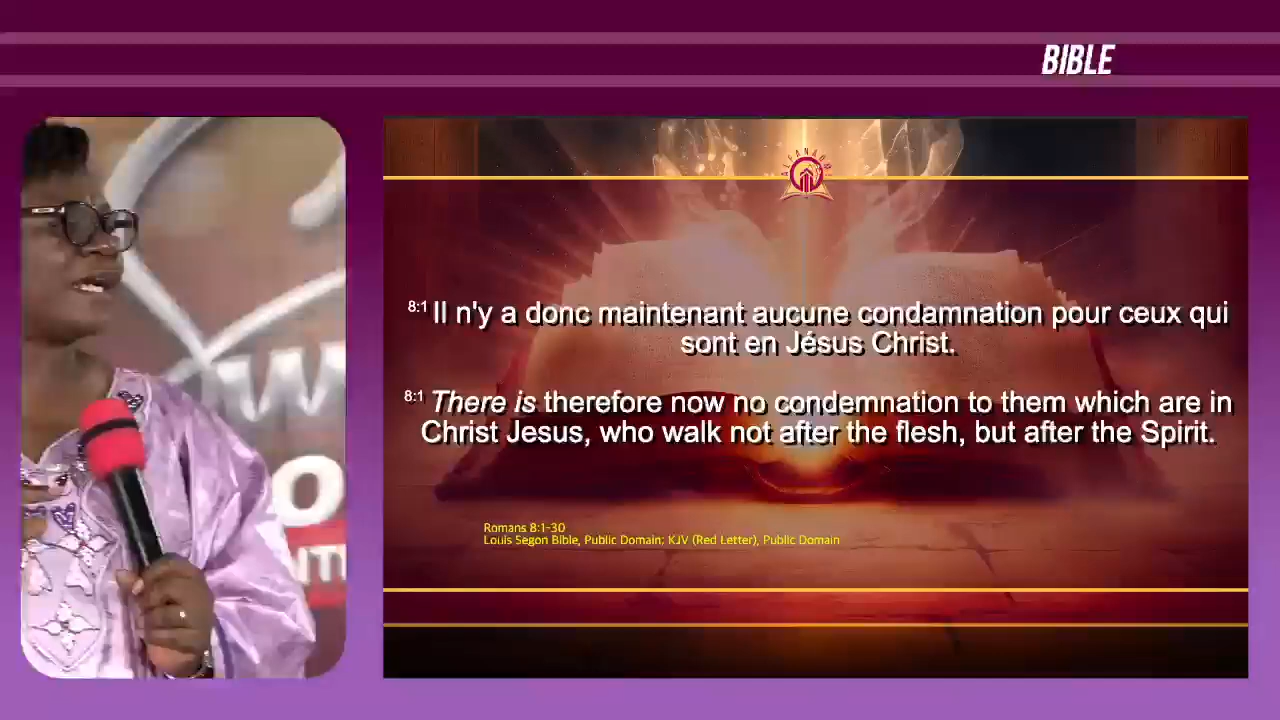 BIBLE
8:1 Il n'y a donc maintenant aucune condamnation pour ceux qui
sont en Jésus Christ.
8:1 There is therefore now no condemnation to them which are in
Christ Jesus, who walk not after the flesh, but after the Spirit.
Romans 8:1-30
Louis Segon Bible, Public Domain; KJV (Red Letter), Public Domain